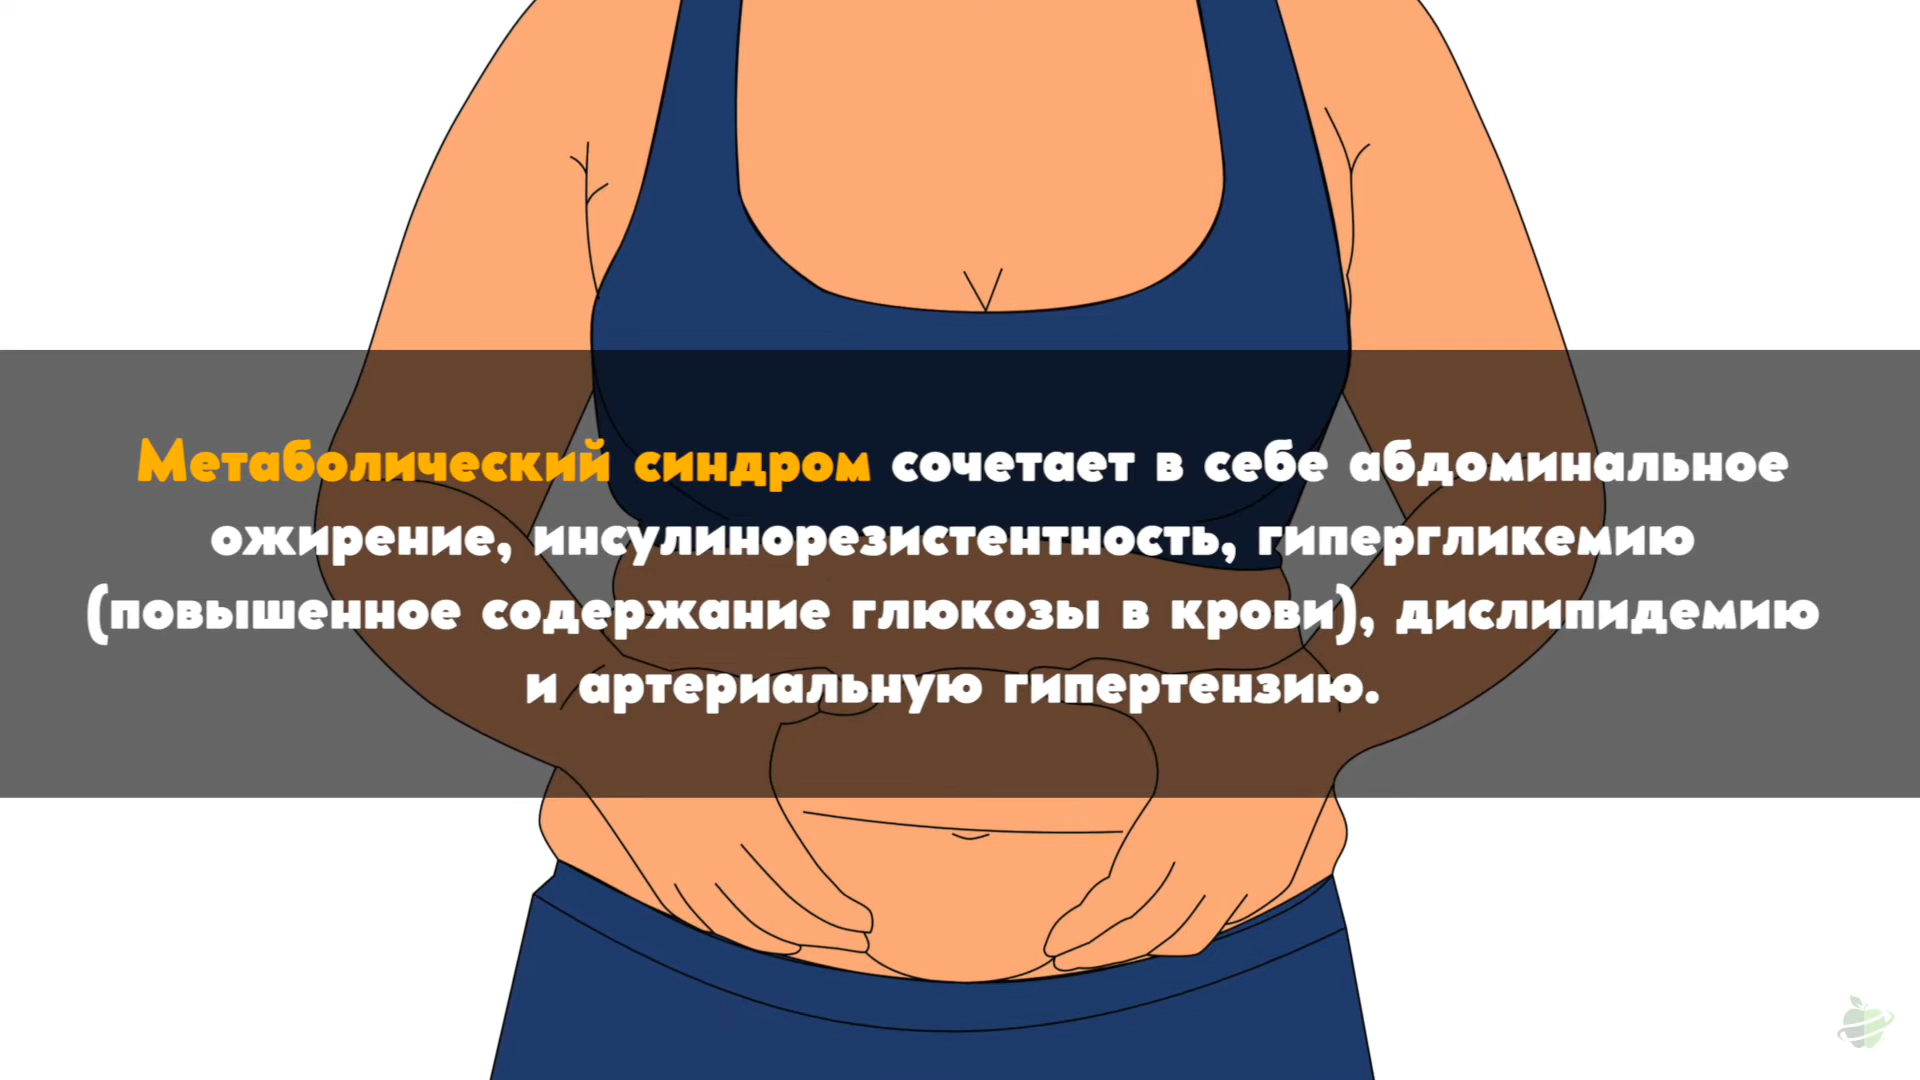 Метаболический синдром сочетает в себе абдоминальное
ожирение, инсулинорезистентность, гипергликемию
(повышенное содержание глюкозы в крови), дислипидемию
и артериальную гипертензию.